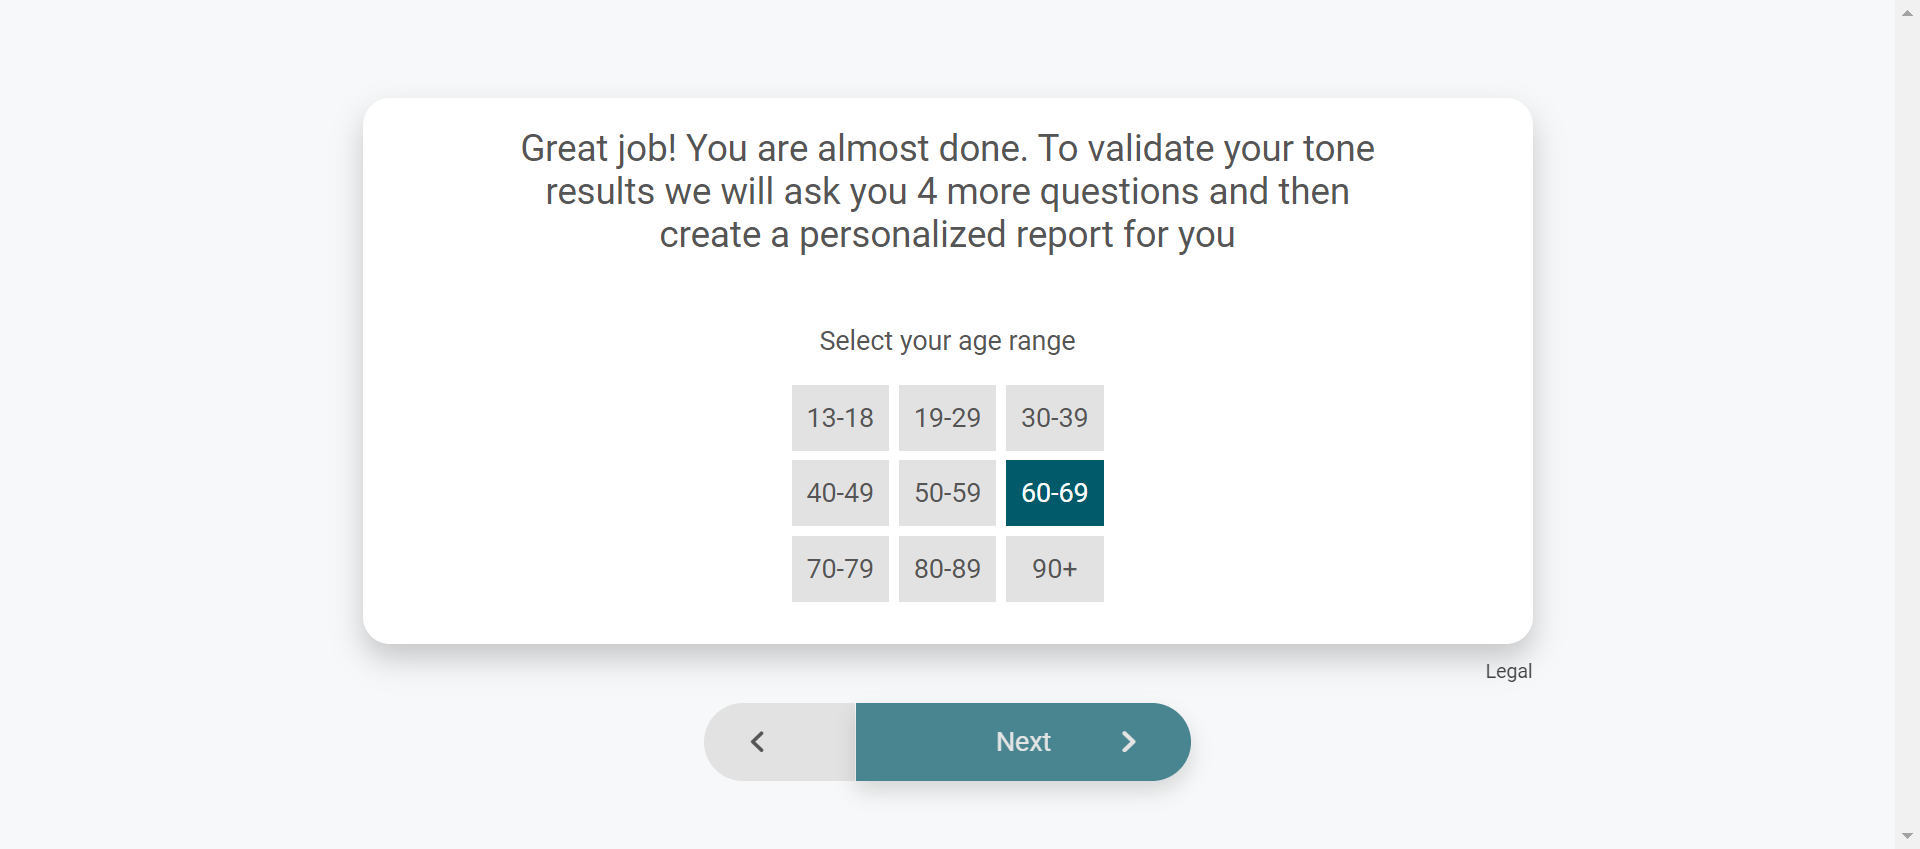 Great job! You are almost done. To validate your tone
results we will ask you 4 more questions and then
create a personalized report for you
Select your age range
13-18 19-29 30-39
40-49 50-59 60-69
70-79 80-89 90+
Legal
Next